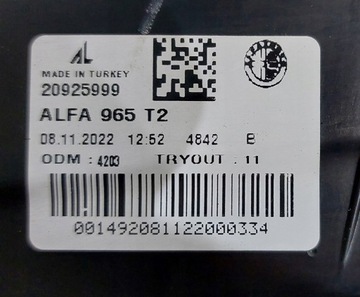 AL
MADE IN TURKEY
20925999
ALFA 965 T2
08.11.2022 12:52 4842 B
ODM : 4203 TRYOUT . 11
001492081122000334